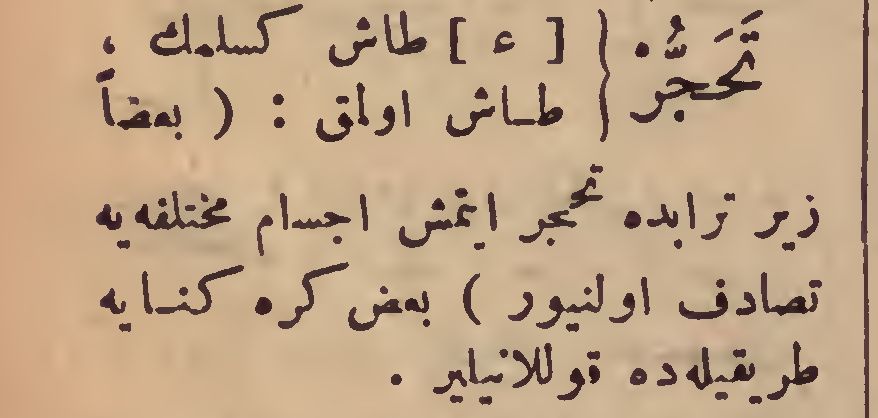 تَحَجُّر { [ ء ] طاش كسلمك ،
طاش اولمق : ( بعضاً
زير ترابده تحجر ايتمش اجسام مختلفه يه
تصادف اولنيور ) بعض كره كنايه
طريقيله ده قوللانيلير .